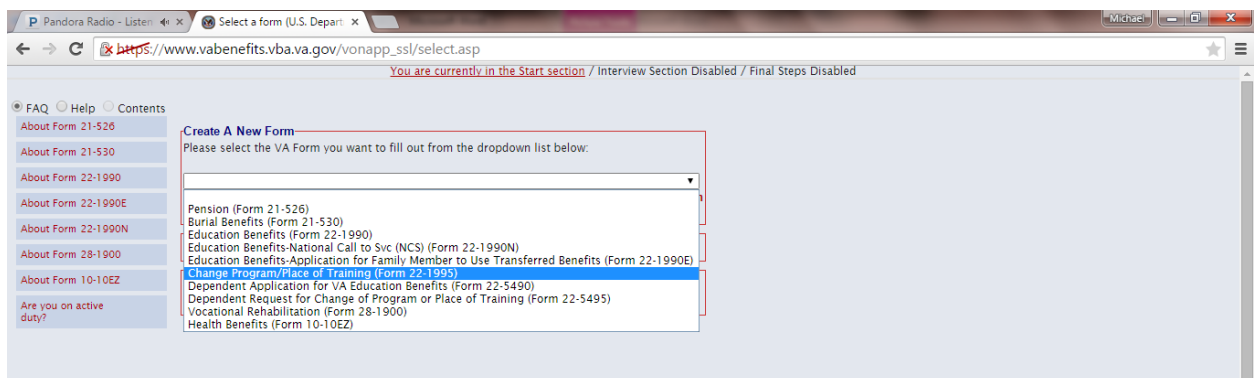 Pandora Radio - Listen
Select a form (U.S. Depart
Michael
https://www.vabenefits.vba.va.gov/vonapp_ssl/select.asp
You are currently in the Start section / Interview Section Disabled / Final Steps Disabled
FAQ Help Contents
About Form 21-526
About Form 21-530
About Form 22-1990
About Form 22-1990E
About Form 22-1990N
About Form 28-1900
About Form 10-10EZ
Are you on active
duty?
Create A New Form
Please select the VA Form you want to fill out from the dropdown list below:
Pension (Form 21-526)
Burial Benefits (Form 21-530)
Education Benefits (Form 22-1990)
Education Benefits-National Call to Svc (NCS) (Form 22-1990N)
Education Benefits-Application for Family Member to Use Transferred Benefits (Form 22-1990E)
Change Program/Place of Training (Form 22-1995)
Dependent Application for VA Education Benefits (Form 22-5490)
Dependent Request for Change of Program or Place of Training (Form 22-5495)
Vocational Rehabilitation (Form 28-1900)
Health Benefits (Form 10-10EZ)